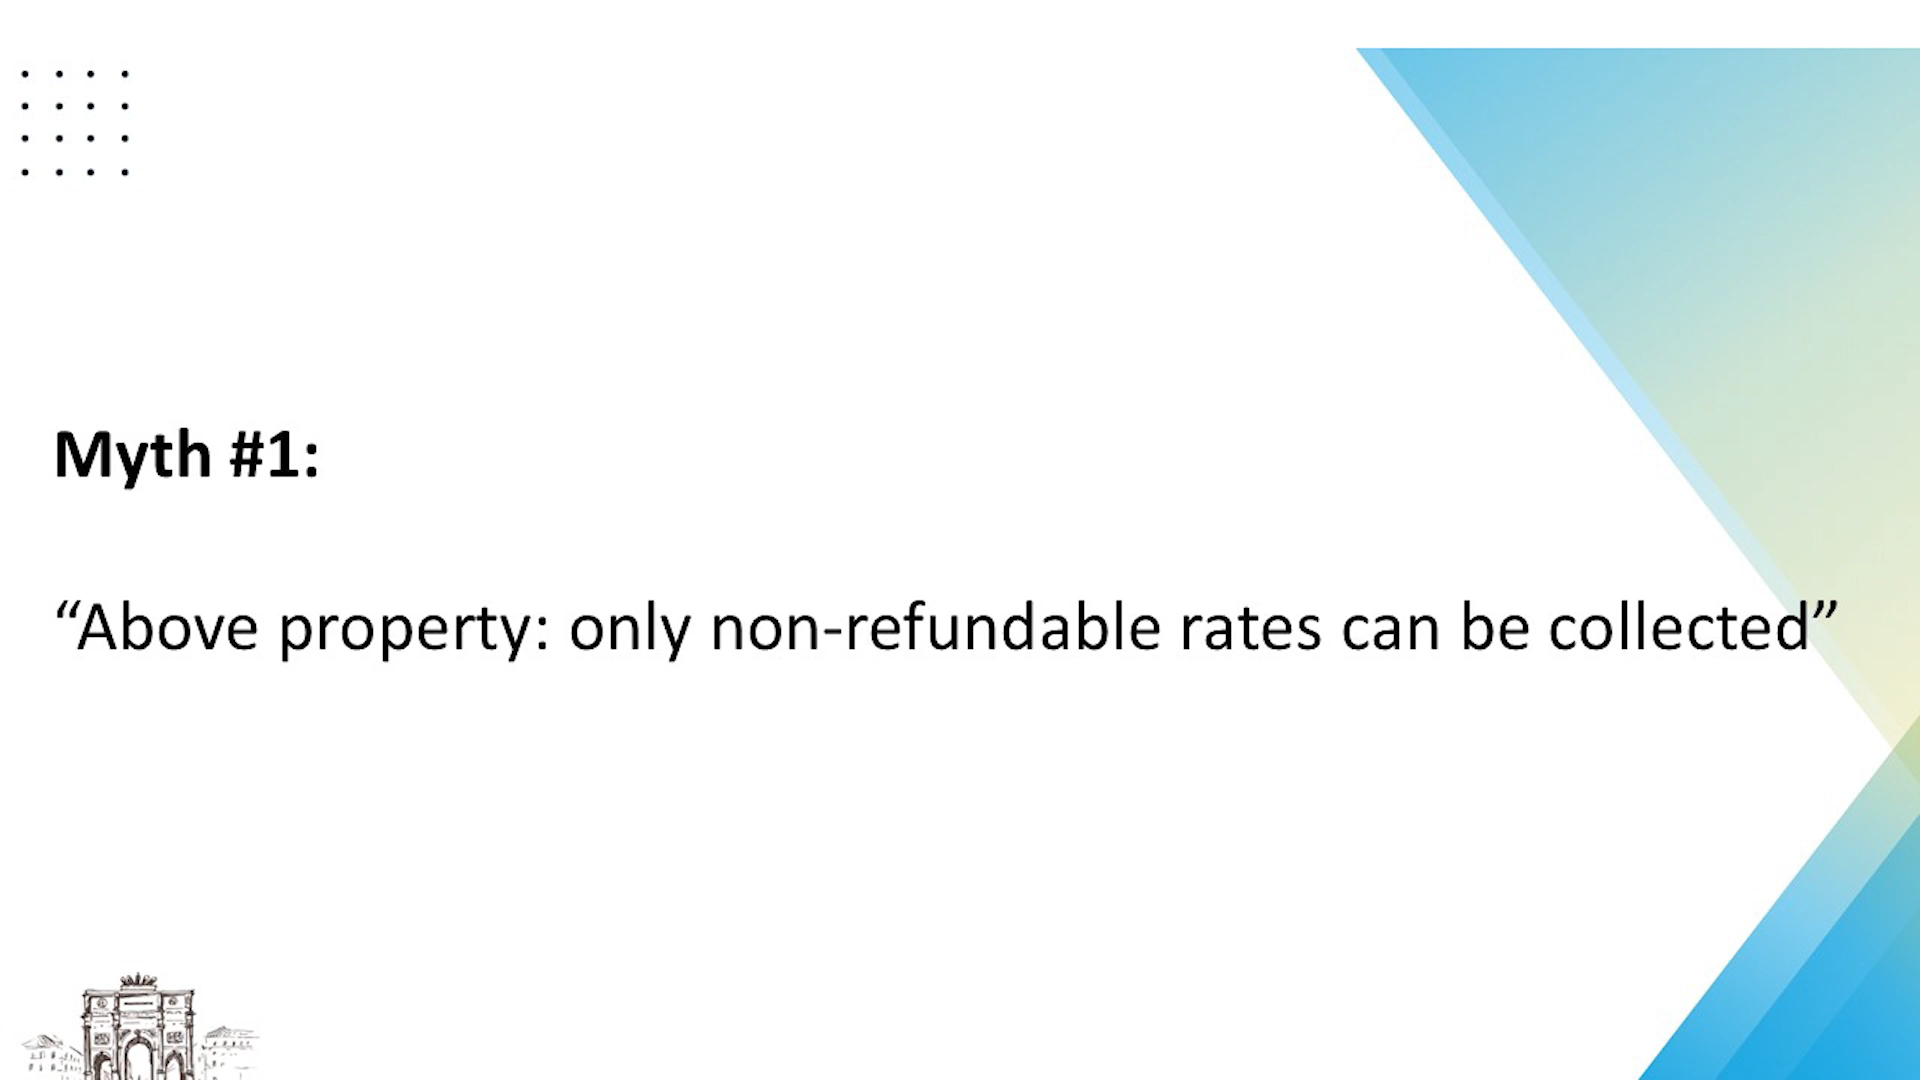 Myth #1:
“Above property: only non-refundable rates can be collected”